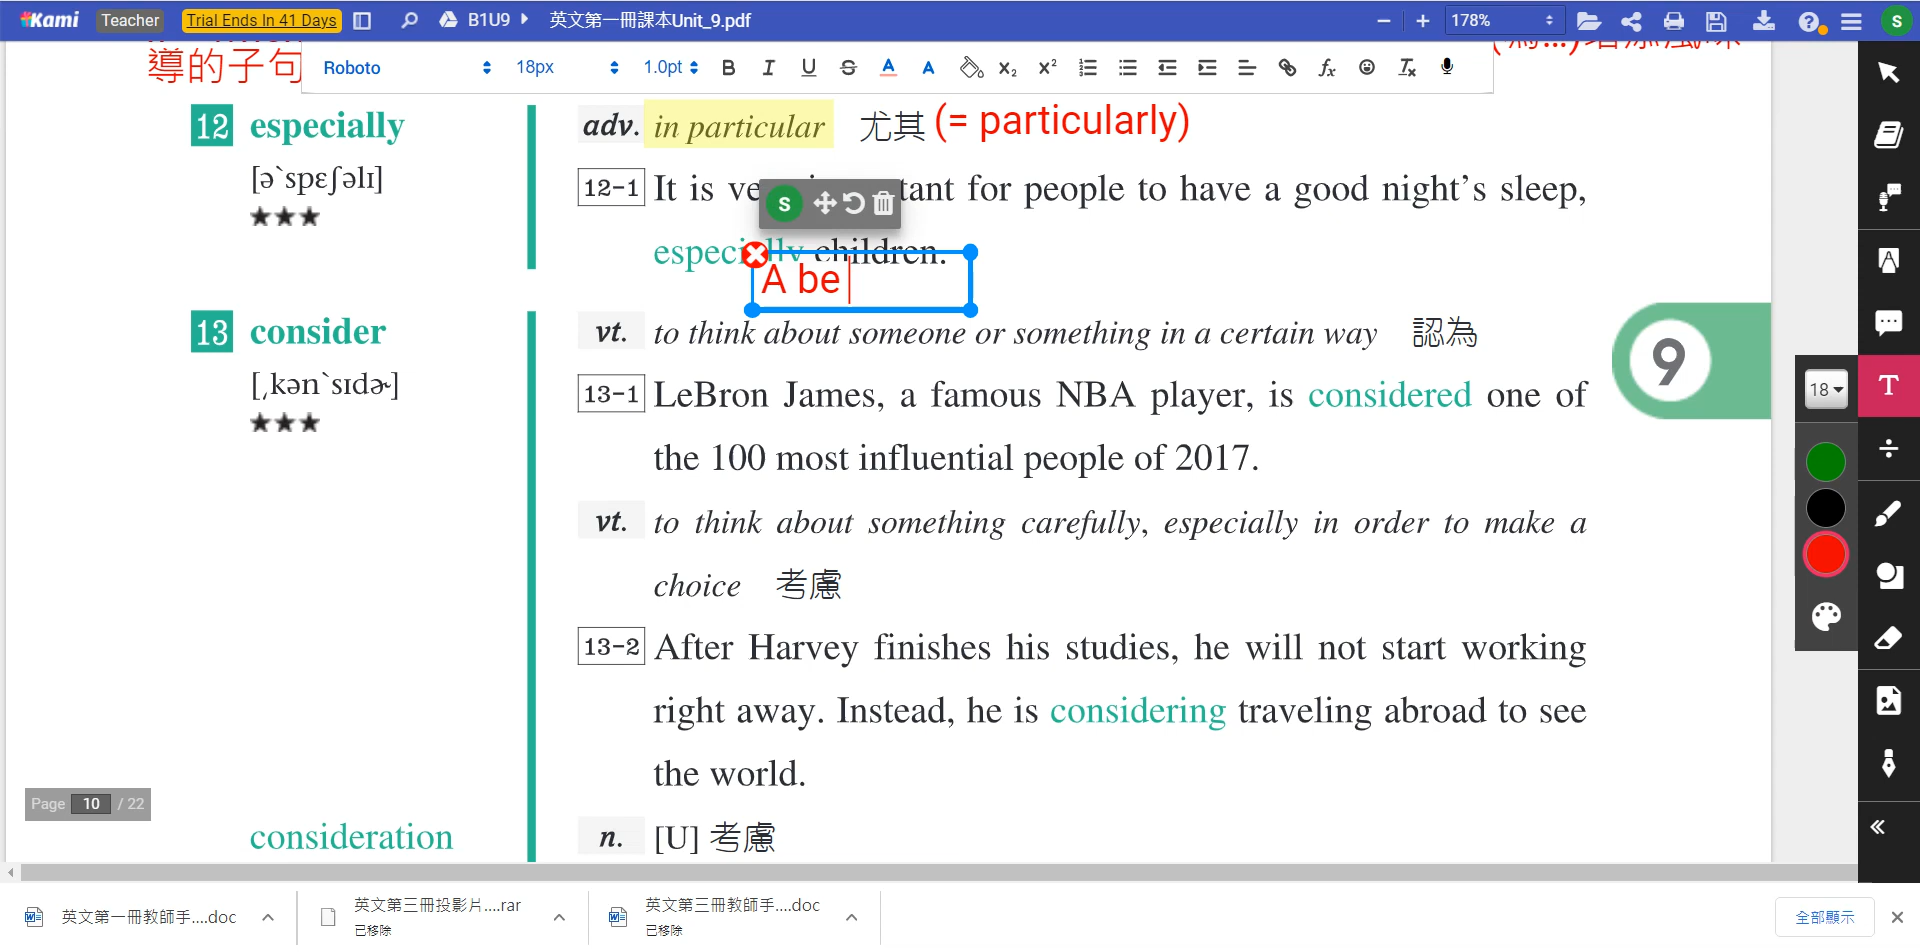 Kami Teacher Trial Ends In 41 Days B1U9 英文第一冊課本Unit_9.pdf 178%
導的子句
Roboto 18px 1.0pt
12 especially adv. in particular 尤其 (= particularly)
[ə`spɛʃəlɪ] 12-1 It is ve tant for people to have a good night's sleep,
★★★
especially children.
A be
13 consider vt. to think about someone or something in a certain way 認為
[͵kən`sɪdɚ] 13-1 LeBron James, a famous NBA player, is considered one of
★★★
the 100 most influential people of 2017.
vt. to think about something carefully, especially in order to make a
choice 考慮
13-2 After Harvey finishes his studies, he will not start working
right away. Instead, he is considering traveling abroad to see
the world.
consideration n. [U] 考慮
9
18
Page 10 / 22
英文第一冊教師手....doc
英文第三冊投影片....rar
已移除
英文第三冊教師手....doc
已移除
全部顯示